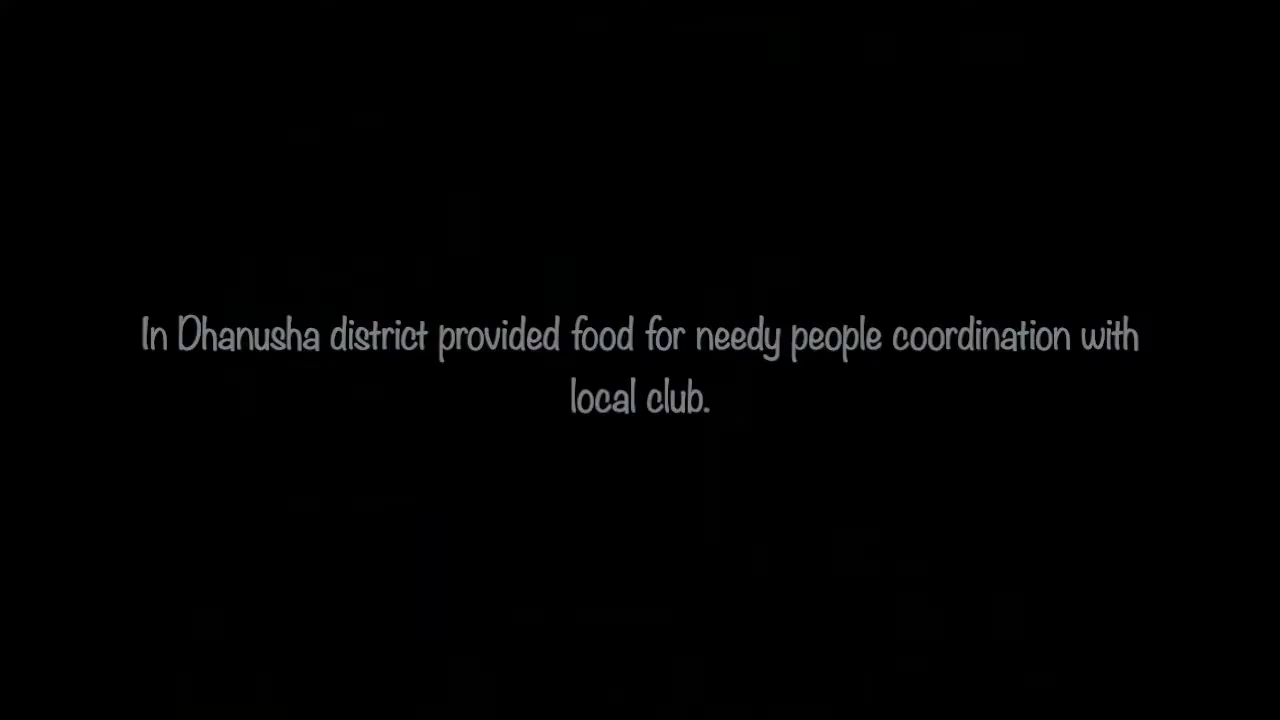 In Dhanusha district provided food for needy people coordination with
local club.